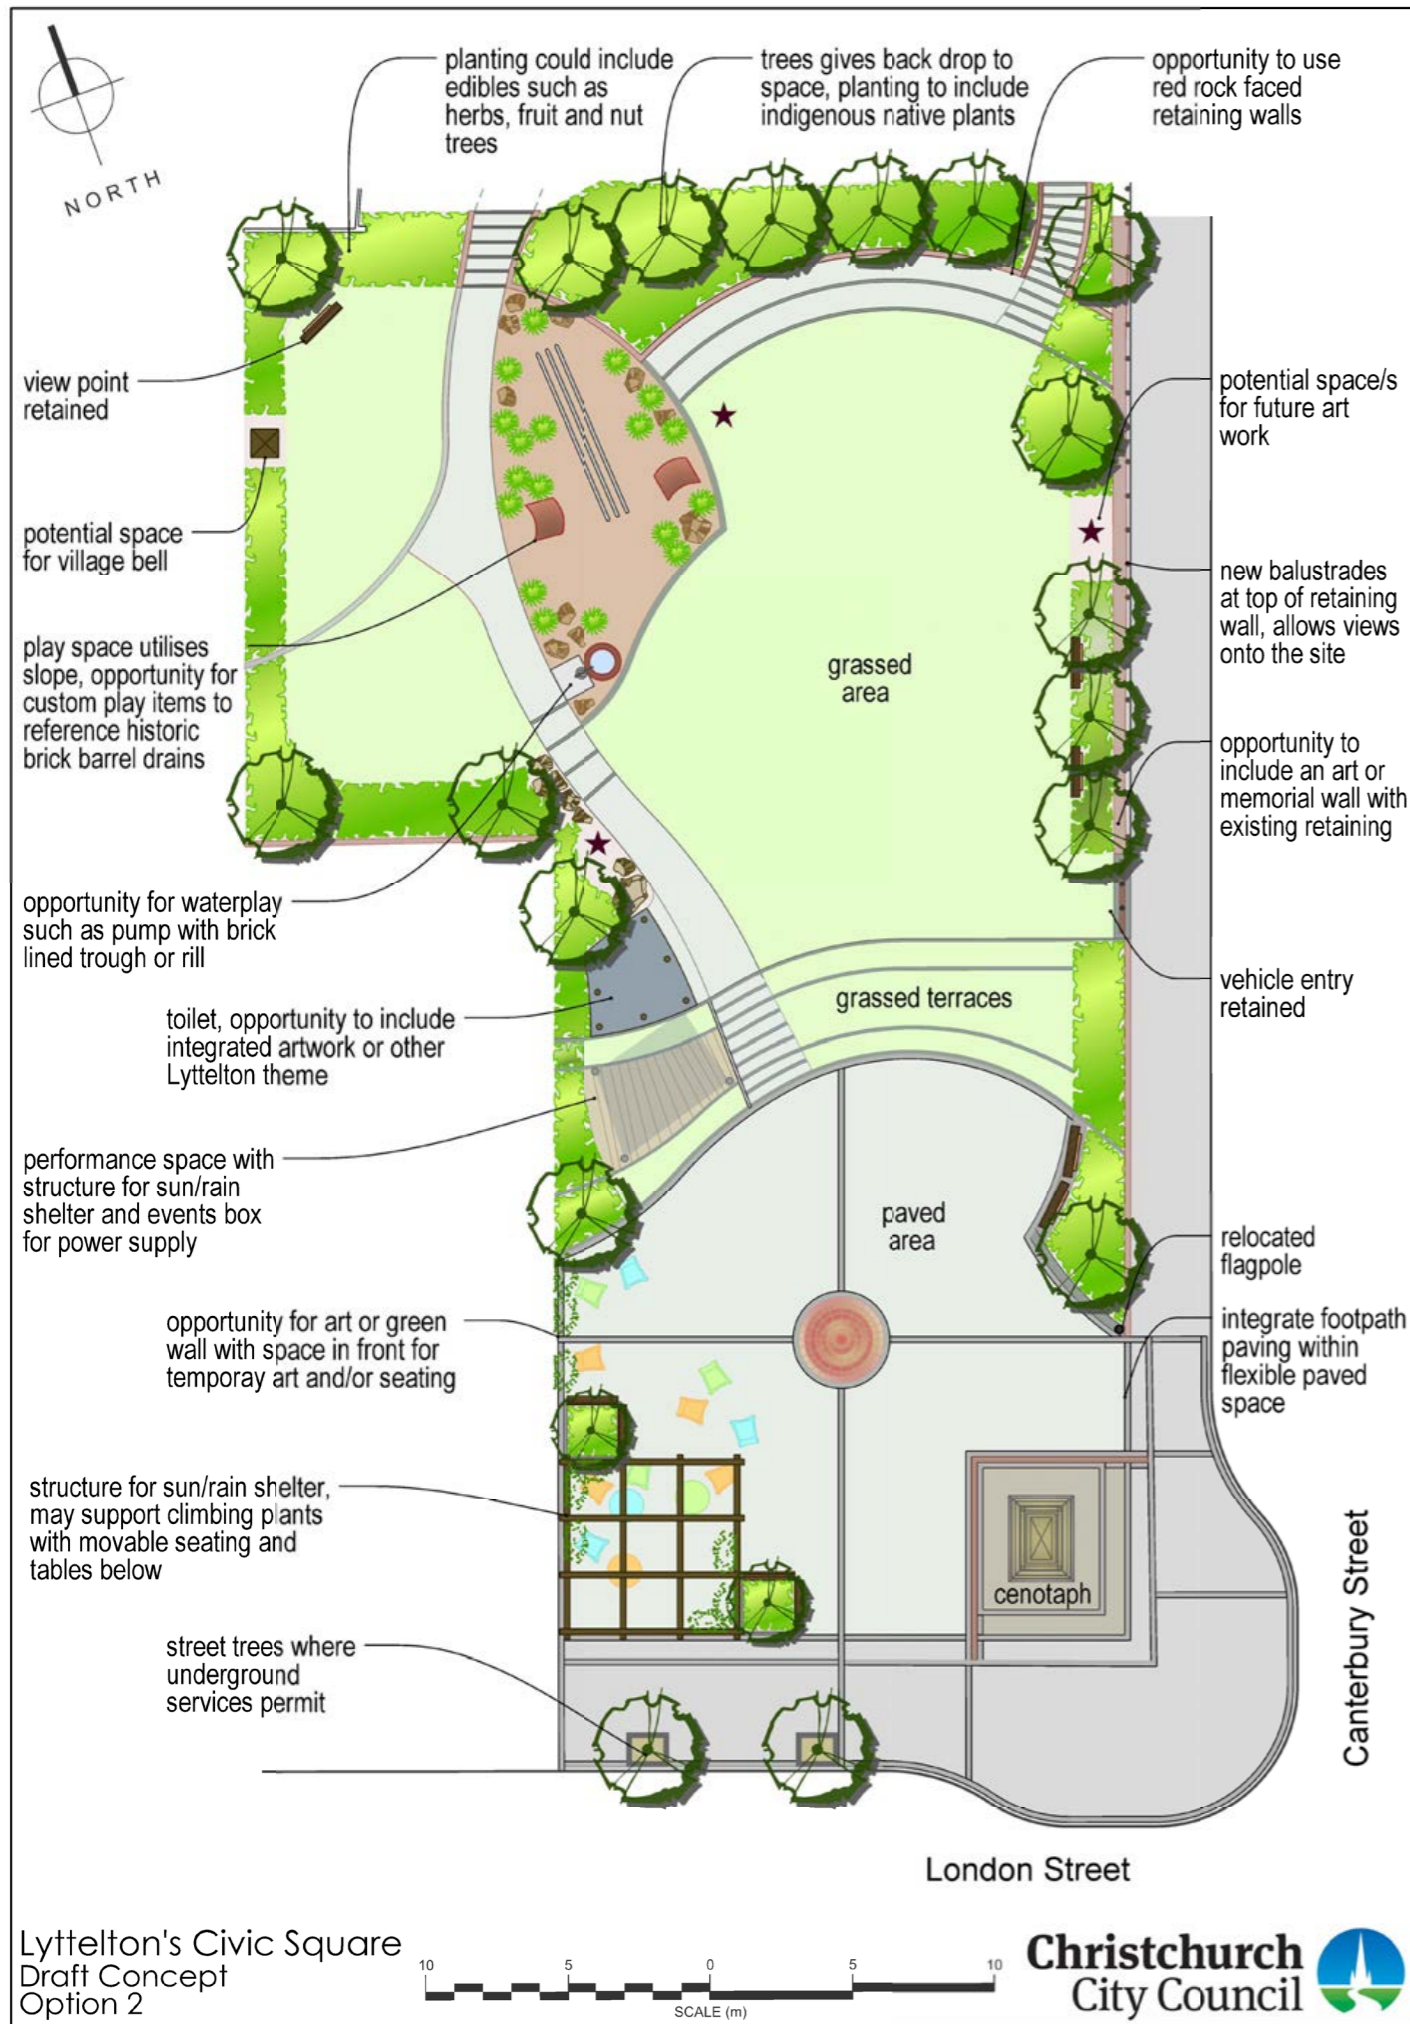 NORTH
planting could include
edibles such as
herbs, fruit and nut
trees
trees gives back drop to
space, planting to include
indigenous native plants
opportunity to use
red rock faced
retaining walls
view point
retained
potential space
for village bell
play space utilises
slope, opportunity for
custom play items to
reference historic
brick barrel drains
opportunity for waterplay
such as pump with brick
lined trough or rill
toilet, opportunity to include
integrated artwork or other
Lyttelton theme
performance space with
structure for sun/rain
shelter and events box
for power supply
opportunity for art or green
wall with space in front for
temporay art and/or seating
structure for sun/rain shelter,
may support climbing plants
with movable seating and
tables below
street trees where
underground
services permit
grassed
area
grassed terraces
paved
area
cenotaph
potential space/s
for future art
work
new balustrades
at top of retaining
wall, allows views
onto the site
opportunity to
include an art or
memorial wall with
existing retaining
vehicle entry
retained
relocated
flagpole
integrate footpath
paving within
flexible paved
space
Canterbury Street
London Street
Lyttelton's Civic Square
Draft Concept
Option 2
10 5 0 5 10
SCALE (m)
Christchurch
City Council